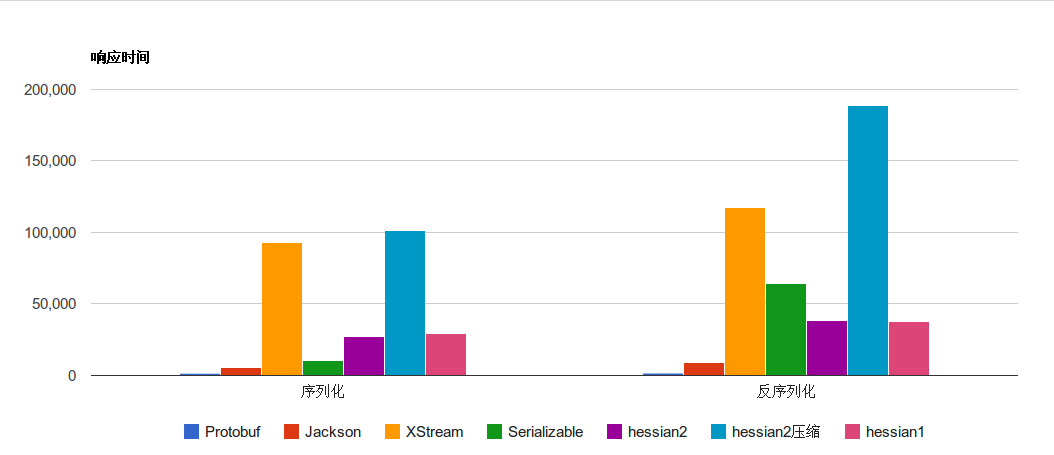 响应时间
200,000
150,000
100,000
50,000
0
序列化 反序列化
Protobuf Jackson XStream Serializable hessian2 hessian2压缩 hessian1